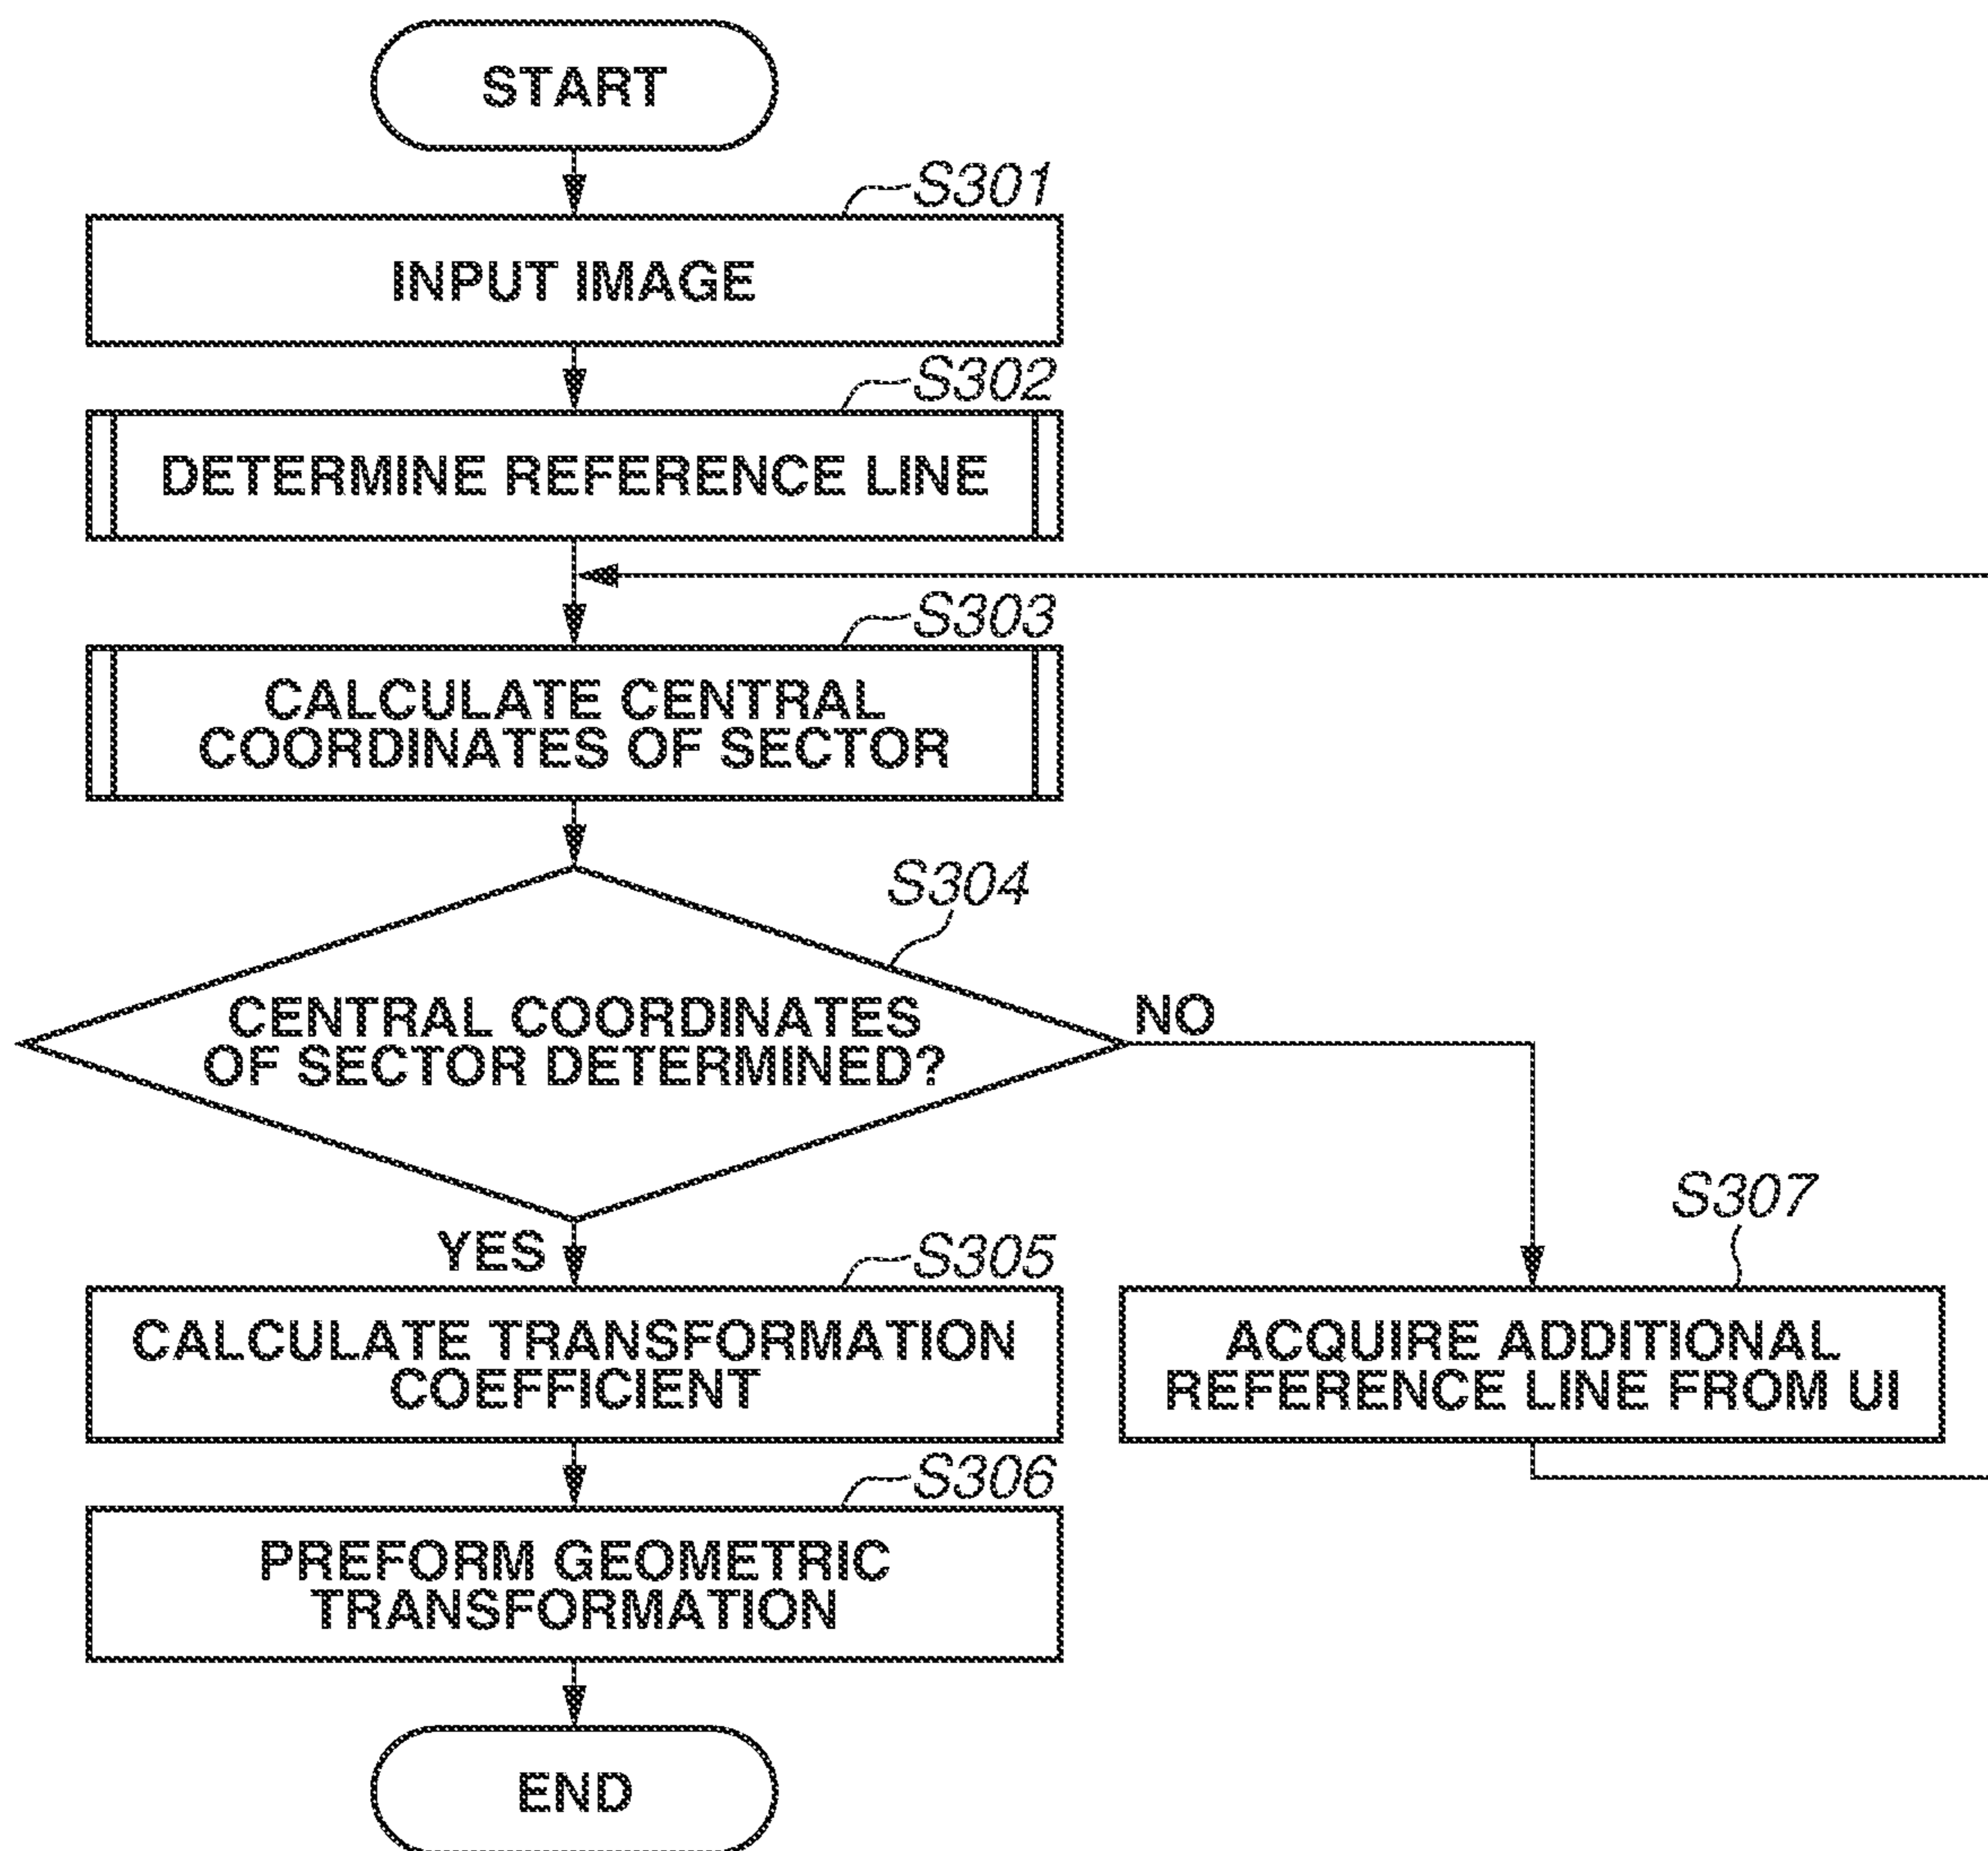 START
S301
INPUT IMAGE
S302
DETERMINE REFERENCE LINE
S303
CALCULATE CENTRAL
COORDINATES OF SECTOR
S304
CENTRAL COORDINATES
OF SECTOR DETERMINED?
NO
YES
S305
CALCULATE TRANSFORMATION
COEFFICIENT
S307
ACQUIRE ADDITIONAL
REFERENCE LINE FROM UI
S306
PREFORM GEOMETRIC
TRANSFORMATION
END